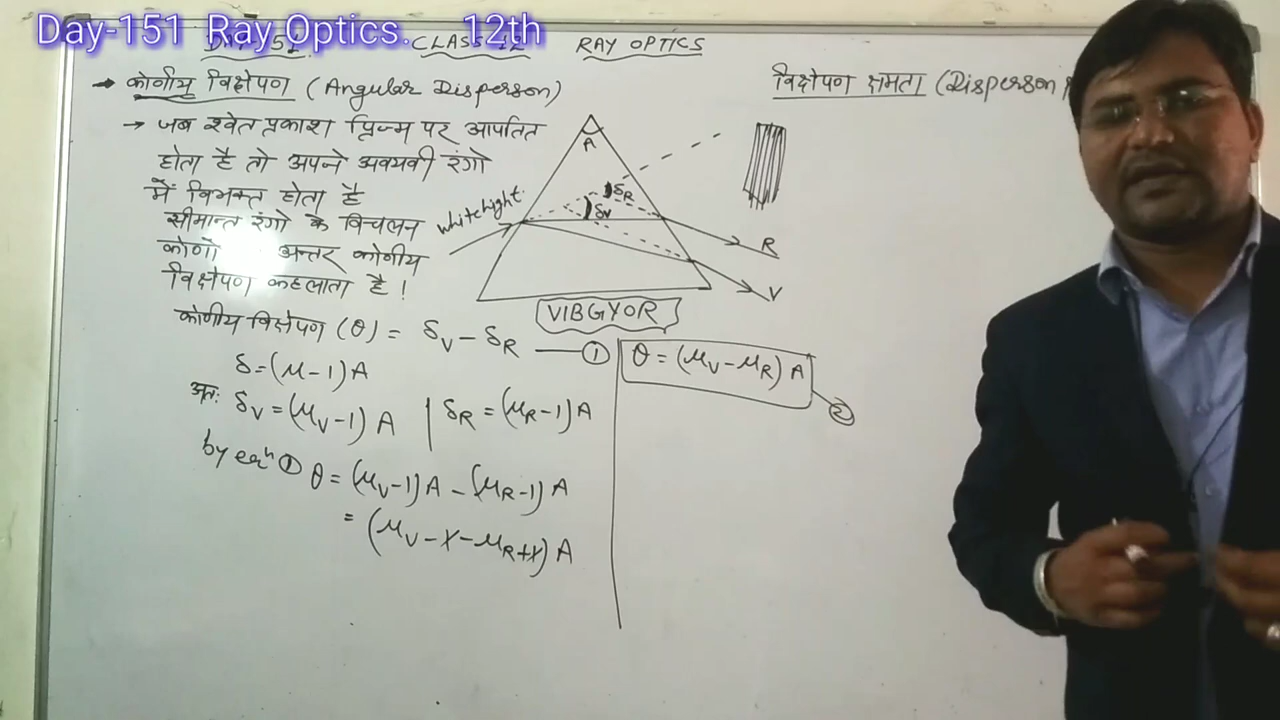 Day-151 Ray Optics. 12th
CLASS 12 RAY OPTICS
→ कोणीय विक्षेपण (Angular Disperson)
विक्षेपण क्षमता (Disperson
→ जब श्वेत प्रकाश प्रिज्म पर आपतित
होता है तो अपने अवयवी रंगो
में विभक्त होता है
सीमान्त रंगो के विचलन
कोणो अन्तर कोणीय
विक्षेपण कहलाता है !
A
δR
δV
white light
R
V
VIBGYOR
कोणीय विक्षेपण (θ) = δV - δR — ①
δ = (μ-1)A
अतः δV = (μV-1) A | δR = (μR-1) A
by eqⁿ ① θ = (μV-1)A - (μR-1) A
= (μV - 1 - μR + 1) A
θ = (μV - μR) A
②